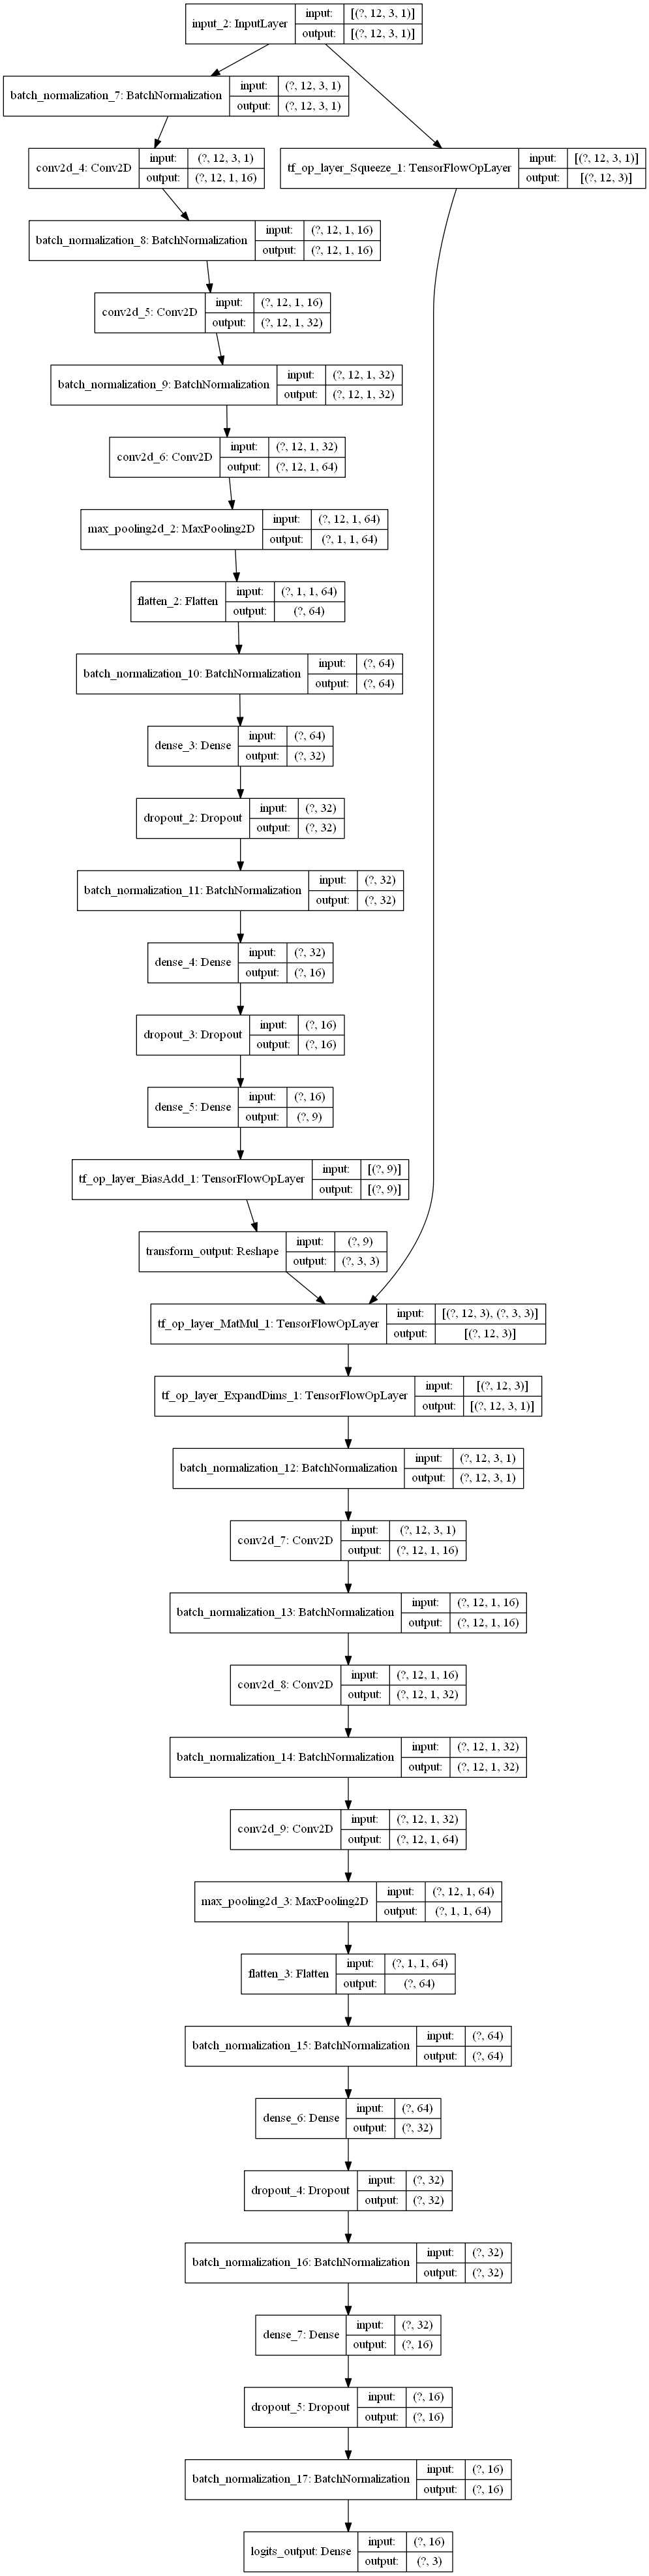 input_2: InputLayer
input: [(?, 12, 3, 1)]
output: [(?, 12, 3, 1)]
batch_normalization_7: BatchNormalization
input: (?, 12, 3, 1)
output: (?, 12, 3, 1)
conv2d_4: Conv2D
input: (?, 12, 3, 1)
output: (?, 12, 1, 16)
tf_op_layer_Squeeze_1: TensorFlowOpLayer
input: [(?, 12, 3, 1)]
output: [(?, 12, 3)]
batch_normalization_8: BatchNormalization
input: (?, 12, 1, 16)
output: (?, 12, 1, 16)
conv2d_5: Conv2D
input: (?, 12, 1, 16)
output: (?, 12, 1, 32)
batch_normalization_9: BatchNormalization
input: (?, 12, 1, 32)
output: (?, 12, 1, 32)
conv2d_6: Conv2D
input: (?, 12, 1, 32)
output: (?, 12, 1, 64)
max_pooling2d_2: MaxPooling2D
input: (?, 12, 1, 64)
output: (?, 1, 1, 64)
flatten_2: Flatten
input: (?, 1, 1, 64)
output: (?, 64)
batch_normalization_10: BatchNormalization
input: (?, 64)
output: (?, 64)
dense_3: Dense
input: (?, 64)
output: (?, 32)
dropout_2: Dropout
input: (?, 32)
output: (?, 32)
batch_normalization_11: BatchNormalization
input: (?, 32)
output: (?, 32)
dense_4: Dense
input: (?, 32)
output: (?, 16)
dropout_3: Dropout
input: (?, 16)
output: (?, 16)
dense_5: Dense
input: (?, 16)
output: (?, 9)
tf_op_layer_BiasAdd_1: TensorFlowOpLayer
input: [(?, 9)]
output: [(?, 9)]
transform_output: Reshape
input: (?, 9)
output: (?, 3, 3)
tf_op_layer_MatMul_1: TensorFlowOpLayer
input: [(?, 12, 3), (?, 3, 3)]
output: [(?, 12, 3)]
tf_op_layer_ExpandDims_1: TensorFlowOpLayer
input: [(?, 12, 3)]
output: [(?, 12, 3, 1)]
batch_normalization_12: BatchNormalization
input: (?, 12, 3, 1)
output: (?, 12, 3, 1)
conv2d_7: Conv2D
input: (?, 12, 3, 1)
output: (?, 12, 1, 16)
batch_normalization_13: BatchNormalization
input: (?, 12, 1, 16)
output: (?, 12, 1, 16)
conv2d_8: Conv2D
input: (?, 12, 1, 16)
output: (?, 12, 1, 32)
batch_normalization_14: BatchNormalization
input: (?, 12, 1, 32)
output: (?, 12, 1, 32)
conv2d_9: Conv2D
input: (?, 12, 1, 32)
output: (?, 12, 1, 64)
max_pooling2d_3: MaxPooling2D
input: (?, 12, 1, 64)
output: (?, 1, 1, 64)
flatten_3: Flatten
input: (?, 1, 1, 64)
output: (?, 64)
batch_normalization_15: BatchNormalization
input: (?, 64)
output: (?, 64)
dense_6: Dense
input: (?, 64)
output: (?, 32)
dropout_4: Dropout
input: (?, 32)
output: (?, 32)
batch_normalization_16: BatchNormalization
input: (?, 32)
output: (?, 32)
dense_7: Dense
input: (?, 32)
output: (?, 16)
dropout_5: Dropout
input: (?, 16)
output: (?, 16)
batch_normalization_17: BatchNormalization
input: (?, 16)
output: (?, 16)
logits_output: Dense
input: (?, 16)
output: (?, 3)